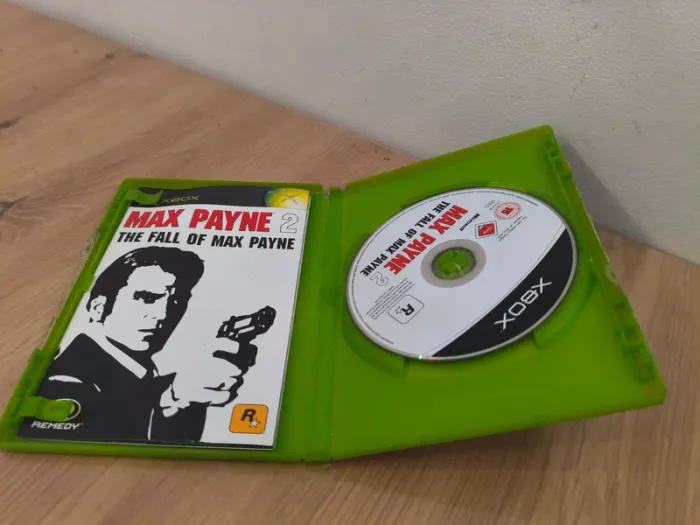 XBOX
MAX PAYNE 2
THE FALL OF MAX PAYNE
REMEDY
R
MAX PAYNE 2
THE FALL OF MAX PAYNE
R
15
XBOX